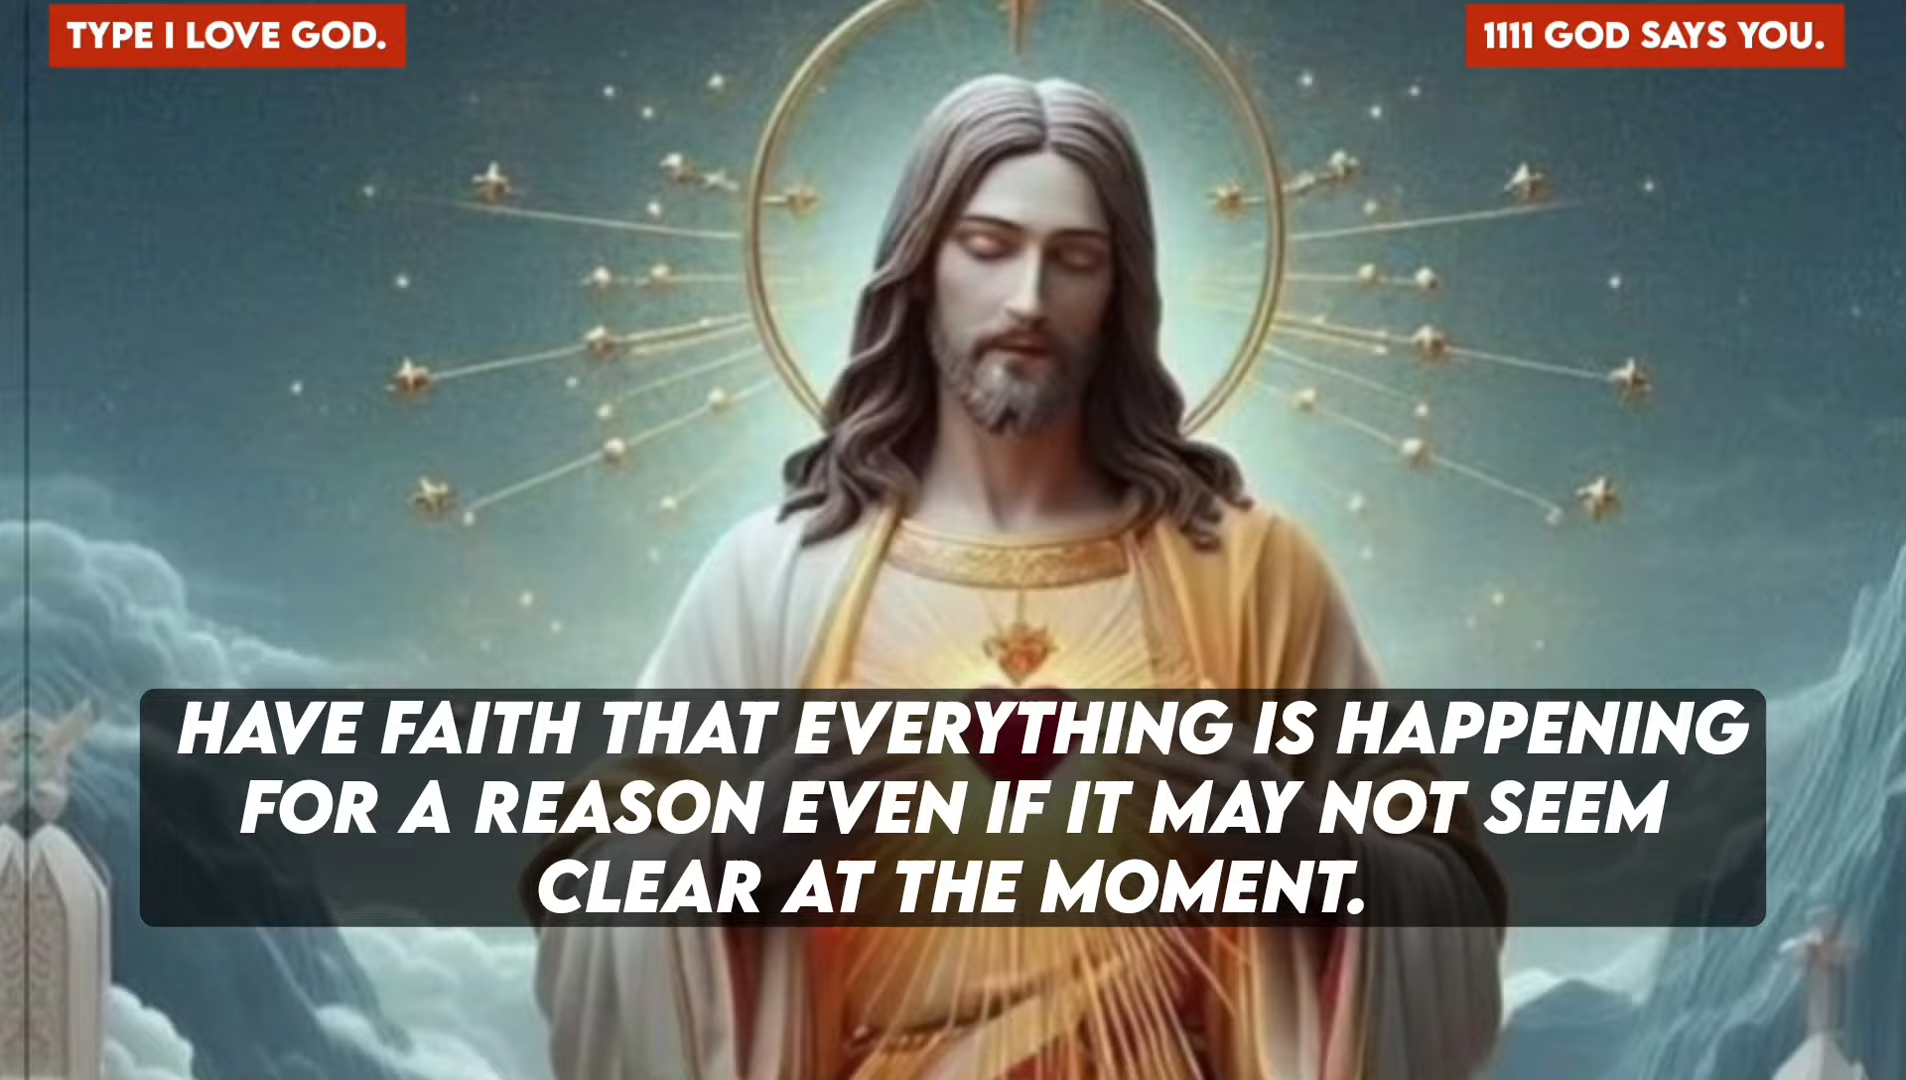 TYPE I LOVE GOD.
1111 GOD SAYS YOU.
HAVE FAITH THAT EVERYTHING IS HAPPENING
FOR A REASON EVEN IF IT MAY NOT SEEM
CLEAR AT THE MOMENT.